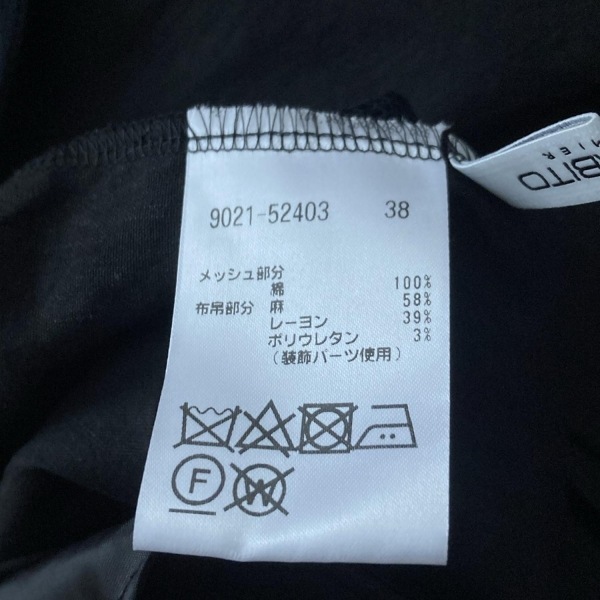 9021-52403 38
メッシュ部分
綿 100%
布帛部分 麻 58%
レーヨン 39%
ポリウレタン 3%
(装飾パーツ使用)
F
W